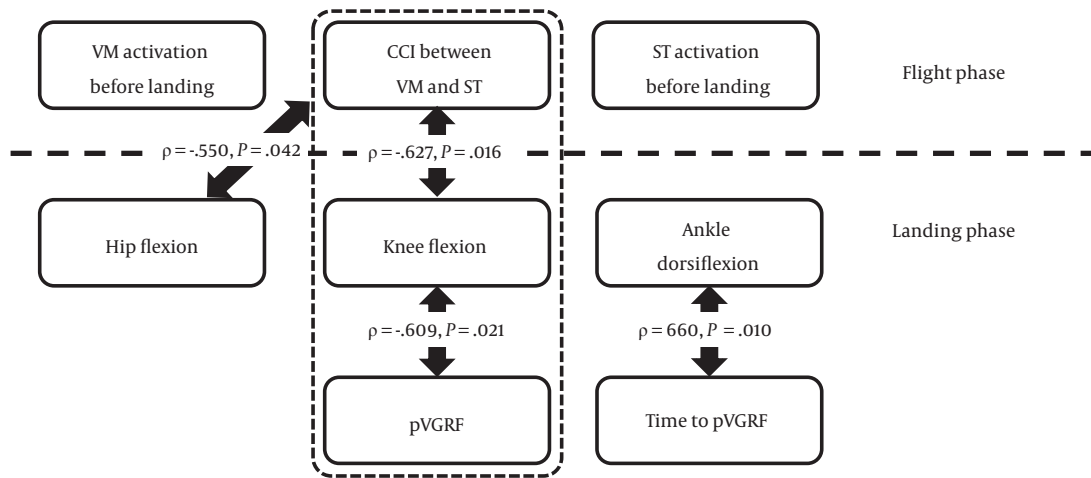 VM activation
before landing
CCI between
VM and ST
ST activation
before landing
Flight phase
ρ = -.550, P = .042
ρ = -.627, P = .016
Hip flexion
Knee flexion
Ankle
dorsiflexion
Landing phase
ρ = -.609, P = .021
ρ = 660, P = .010
pVGRF
Time to pVGRF